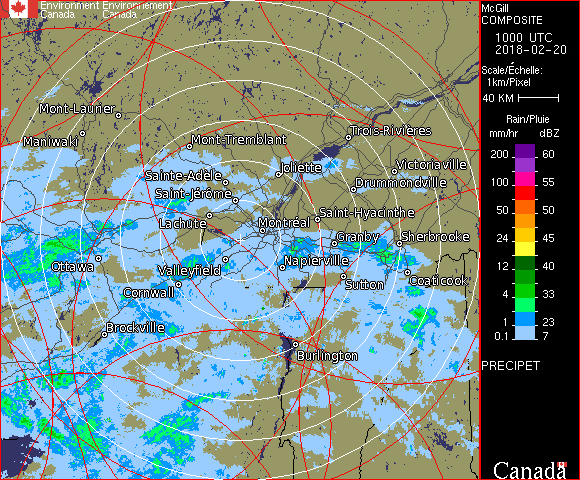 Environment Environnement
Canada Canada
McGill
COMPOSITE
1000 UTC
2018-02-20
Scale/Échelle:
1km/Pixel
40 KM
Rain/Pluie
mm/hr dBZ
200 60
100 55
50 50
24 45
12 40
4 33
1 23
0.1 7
PRECIPET
Mont-Laurier
Maniwaki
Mont-Tremblant
Trois-Rivières
Sainte-Adèle
Joliette
Victoriaville
Saint-Jérôme
Drummondville
Lachute
Montréal
Saint-Hyacinthe
Granby
Sherbrooke
Ottawa
Valleyfield
Napierville
Cornwall
Sutton
Coaticook
Brockville
Burlington
Canada